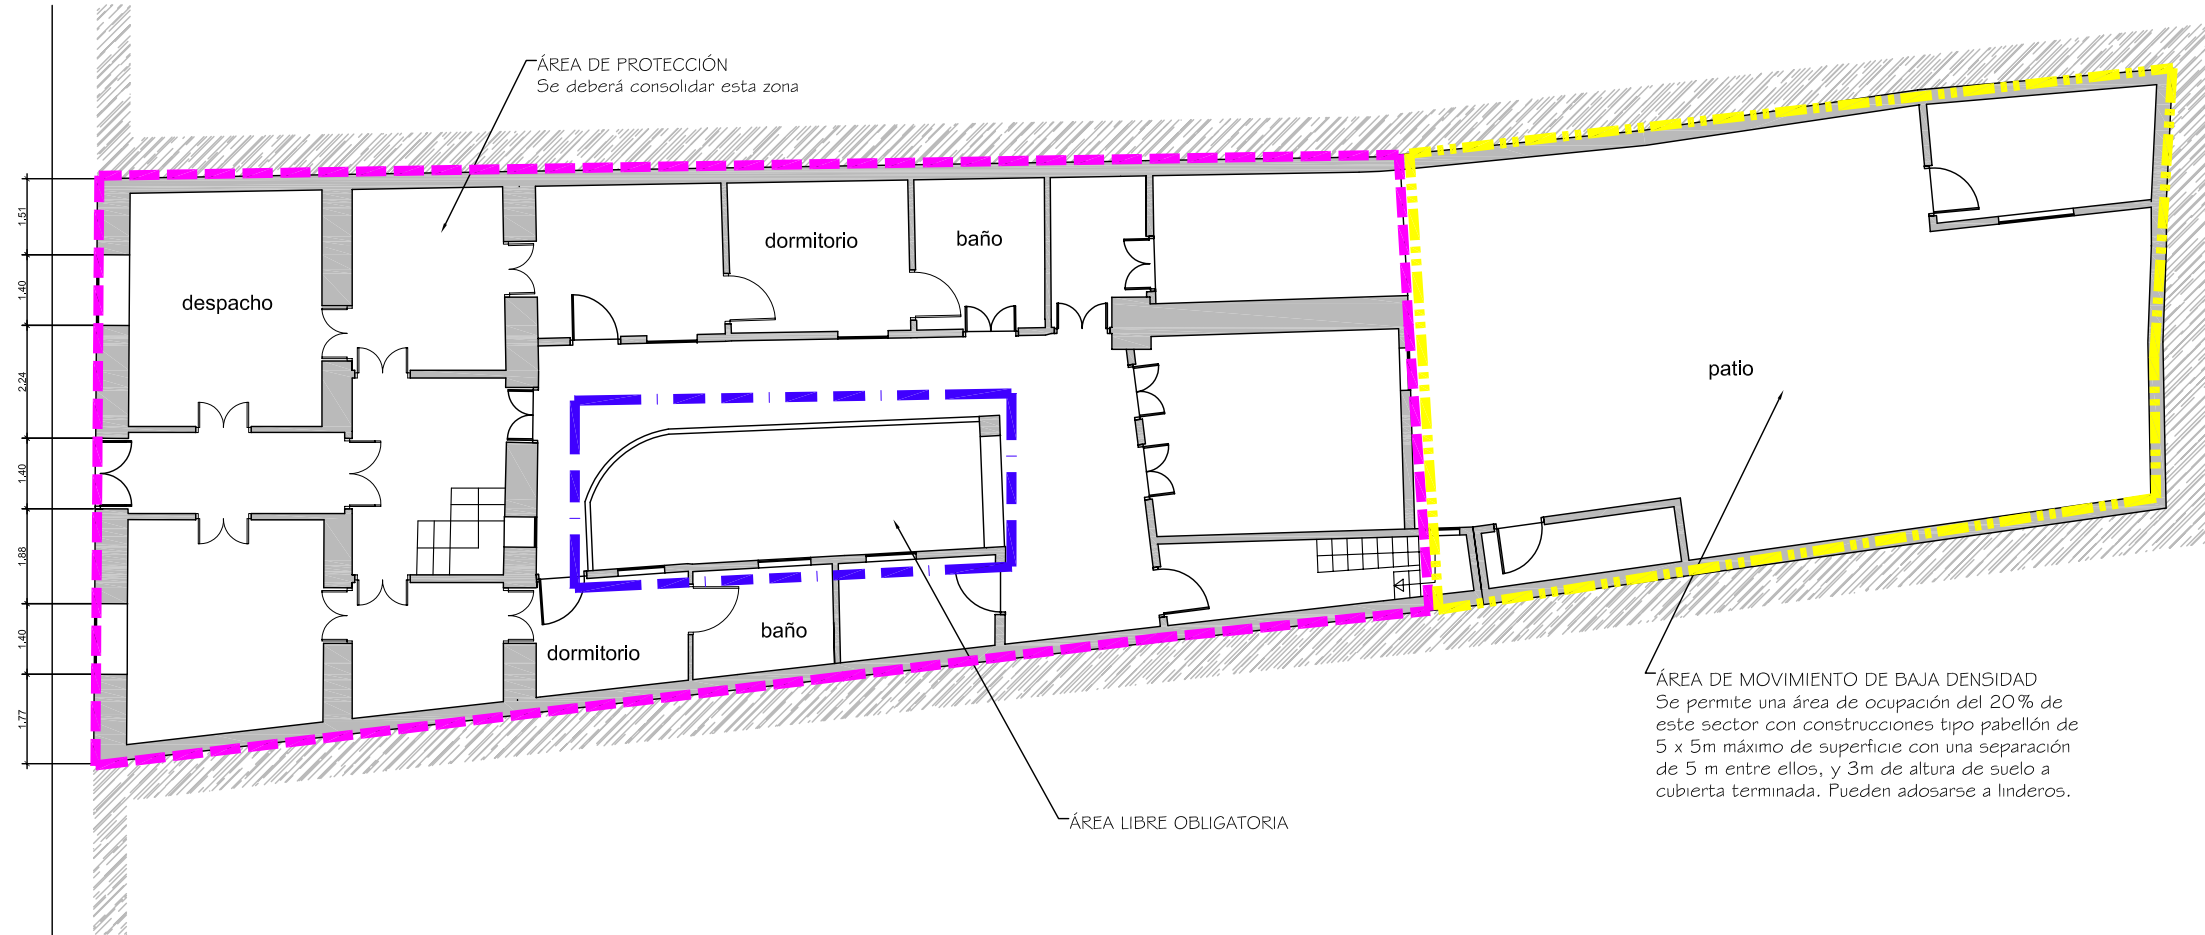 ÁREA DE PROTECCIÓN
Se deberá consolidar esta zona
1.51
1.40
2.24
1.40
1.88
1.40
1.77
despacho
dormitorio
baño
patio
dormitorio
baño
ÁREA DE MOVIMIENTO DE BAJA DENSIDAD
Se permite una área de ocupación del 20% de
este sector con construcciones tipo pabellón de
5 x 5m máximo de superficie con una separación
de 5 m entre ellos, y 3m de altura de suelo a
cubierta terminada. Pueden adosarse a linderos.
ÁREA LIBRE OBLIGATORIA